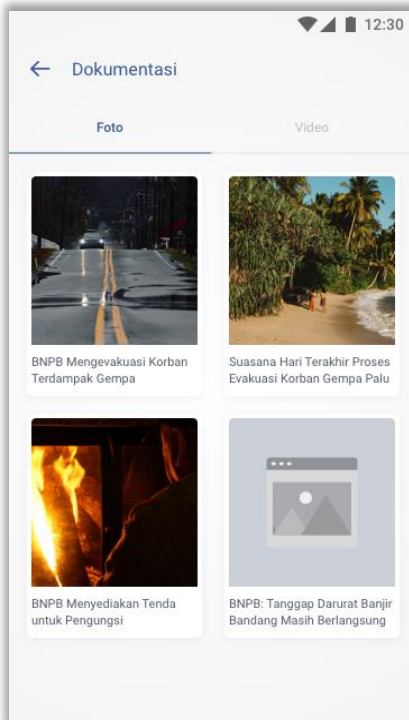 12:30
Dokumentasi
Foto
Video
BNPB Mengevakuasi Korban
Terdampak Gempa
Suasana Hari Terakhir Proses
Evakuasi Korban Gempa Palu
BNPB Menyediakan Tenda
untuk Pengungsi
BNPB: Tanggap Darurat Banjir
Bandang Masih Berlangsung